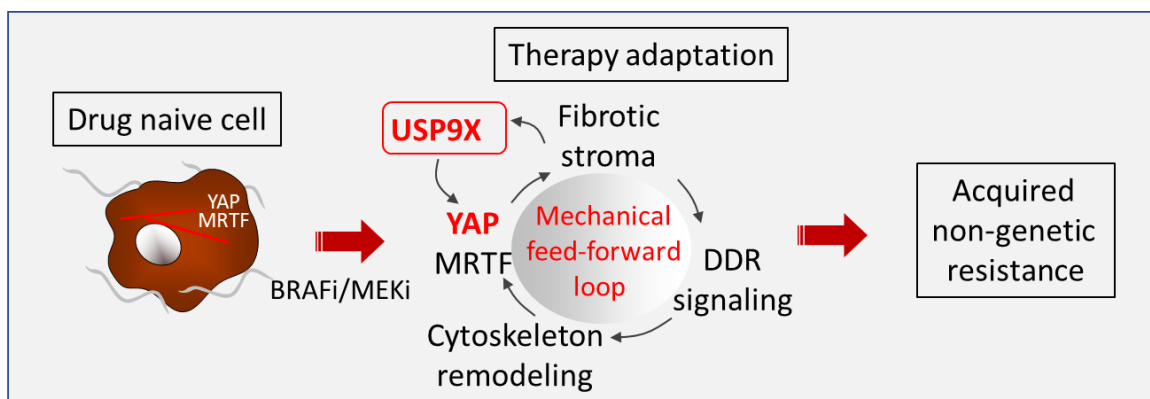 Therapy adaptation
Drug naive cell
YAP
MRTF
BRAFi/MEKi
USP9X
Fibrotic
stroma
YAP
MRTF
Mechanical
feed-forward
loop
DDR
signaling
Cytoskeleton
remodeling
Acquired
non-genetic
resistance